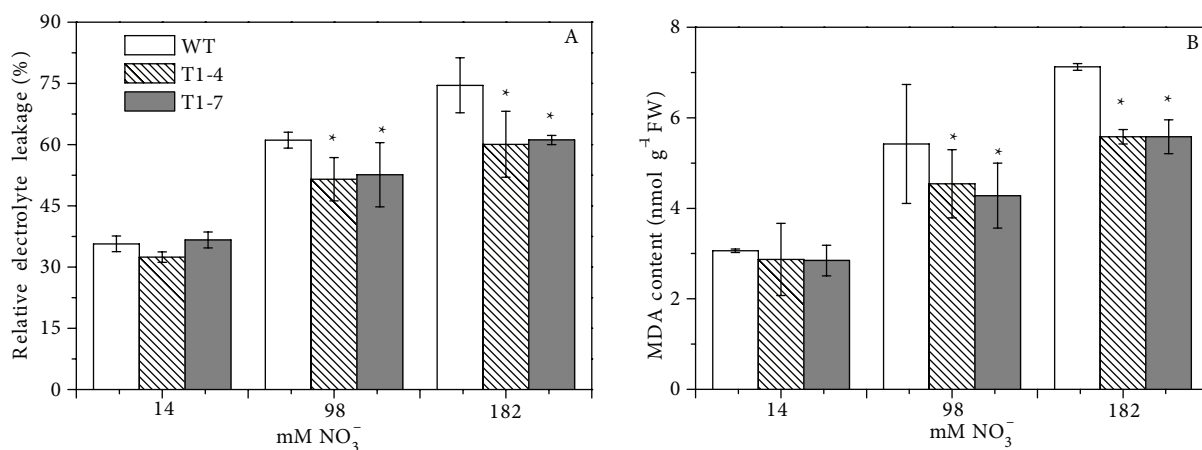 Relative electrolyte leakage (%)
90
75
60
45
30
15
0
WT
T1-4
T1-7
A
*
*
*
*
14
98
182
mM NO₃⁻
MDA content (nmol g⁻¹ FW)
8
6
4
2
0
B
*
*
*
*
14
98
182
mM NO₃⁻